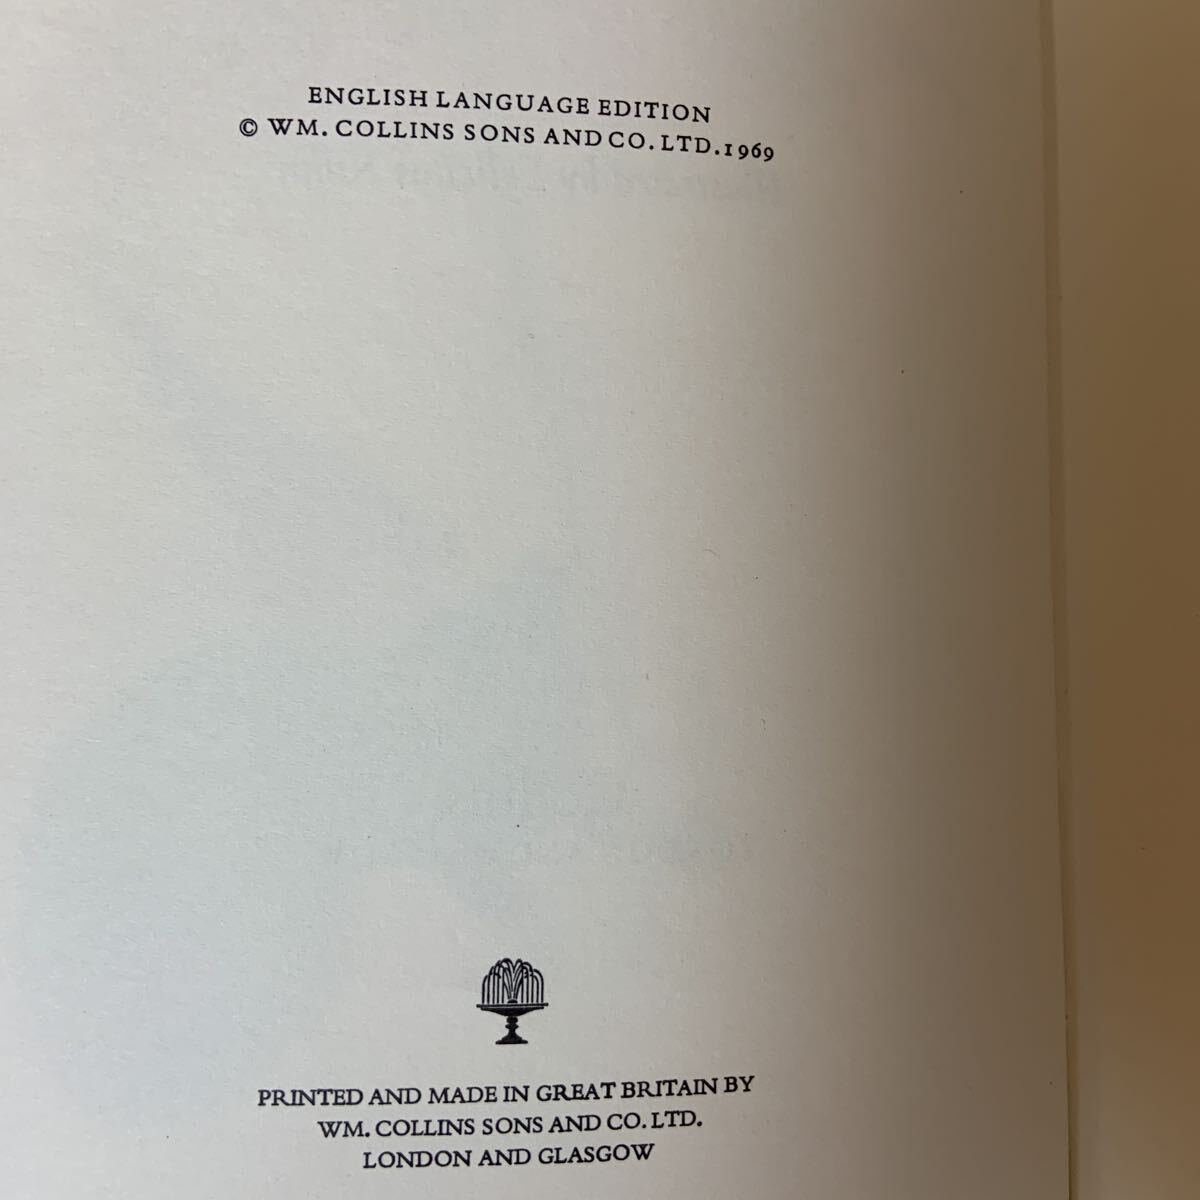 ENGLISH LANGUAGE EDITION
© WM. COLLINS SONS AND CO. LTD. 1969
PRINTED AND MADE IN GREAT BRITAIN BY
WM. COLLINS SONS AND CO. LTD.
LONDON AND GLASGOW